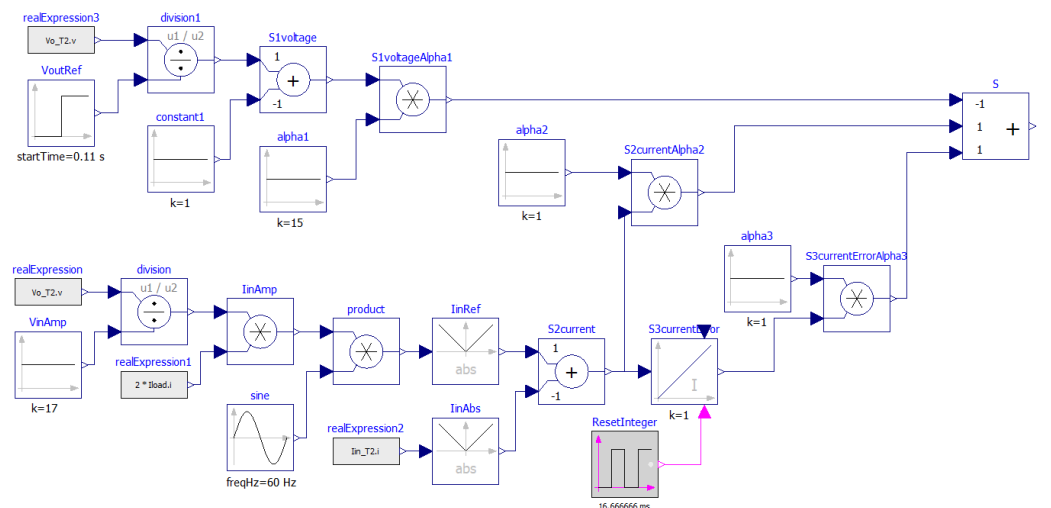 realExpression3
division1
Vo_T2.v
u1 / u2
VoutRef
startTime=0.11 s
S1voltage
1
+
-1
constant1
k=1
S1voltageAlpha1
alpha1
k=15
alpha2
k=1
S2currentAlpha2
S
-1
1
+
1
alpha3
k=1
S3currentErrorAlpha3
realExpression
division
Vo_T2.v
u1 / u2
VinAmp
k=17
IinAmp
realExpression1
2 * Iload.i
product
sine
freqHz=60 Hz
IinRef
abs
IinAbs
abs
realExpression2
Iin_T2.i
S2current
1
+
-1
S3currentError
I
k=1
ResetInteger
16.666666 ms